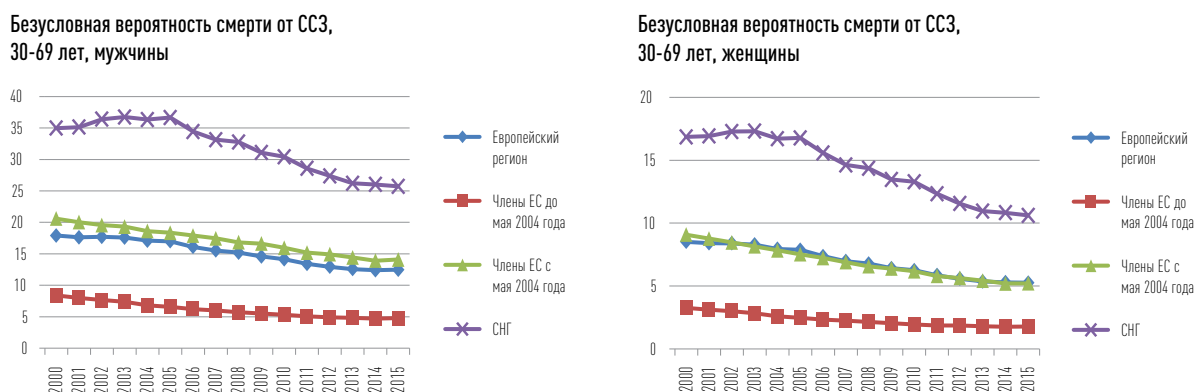 Безусловная вероятность смерти от ССЗ,
30-69 лет, мужчины
40
35
30
25
20
15
10
5
0
2000
2001
2002
2003
2004
2005
2006
2007
2008
2009
2010
2011
2012
2013
2014
2015
Европейский
регион
Члены ЕС до
мая 2004 года
Члены ЕС с
мая 2004 года
СНГ
Безусловная вероятность смерти от ССЗ,
30-69 лет, женщины
20
15
10
5
0
2000
2001
2002
2003
2004
2005
2006
2007
2008
2009
2010
2011
2012
2013
2014
2015
Европейский
регион
Члены ЕС до
мая 2004 года
Члены ЕС с
мая 2004 года
СНГ